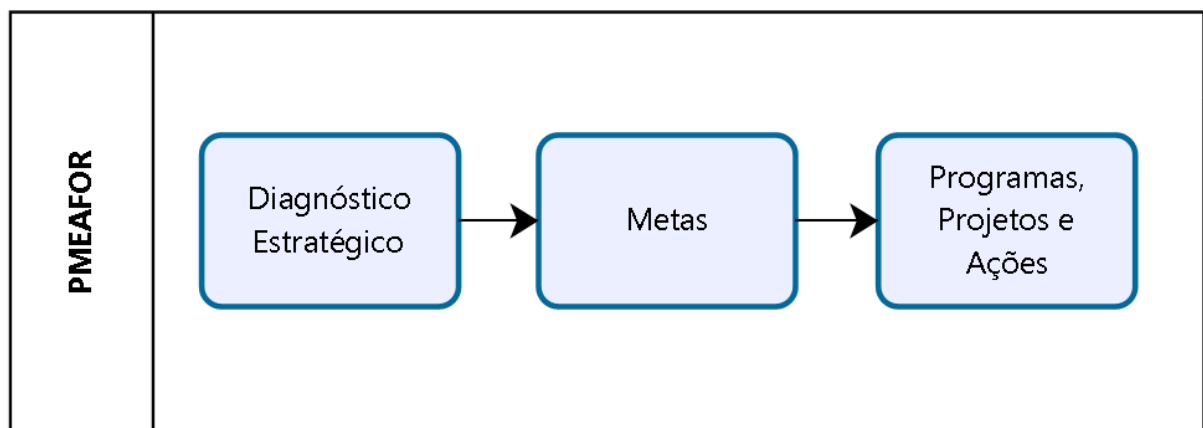 PMEAFOR
Diagnóstico
Estratégico
Metas
Programas,
Projetos e
Ações